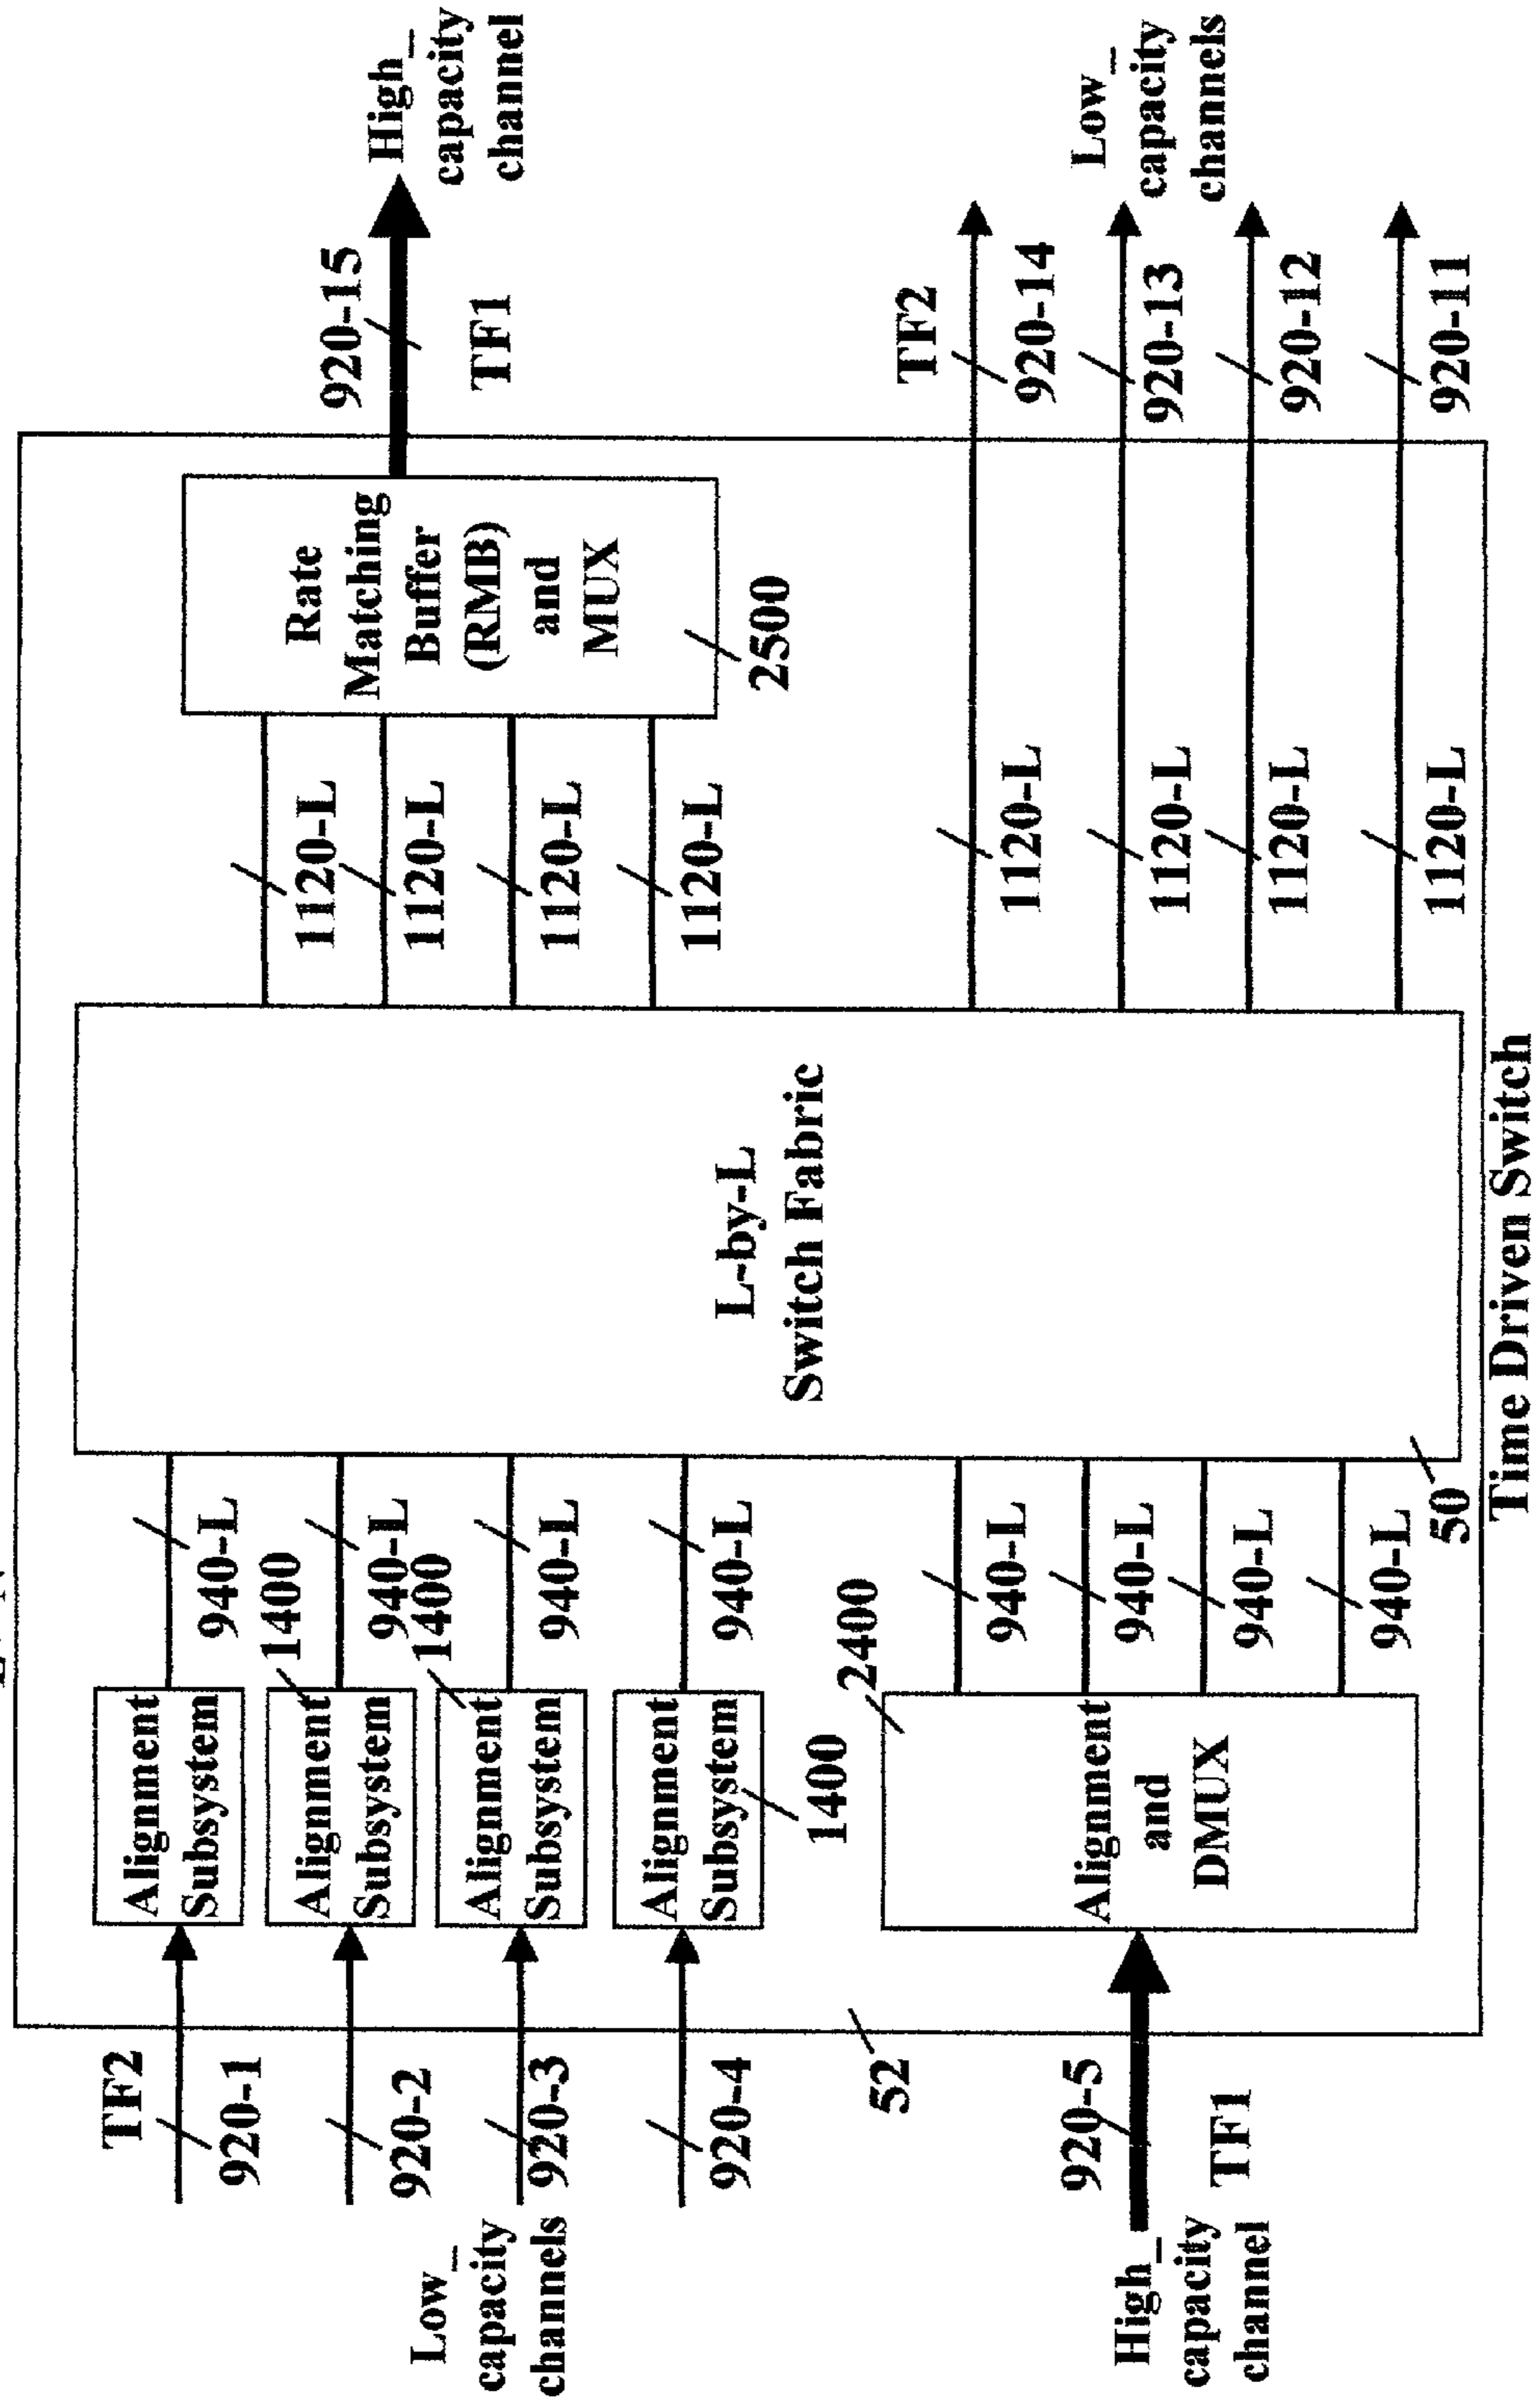 TF2
920-1
920-2
Low_
capacity
channels
920-3
920-4
52
High_
capacity
channel
920-5
TF1
Alignment
Subsystem
1400
Alignment
Subsystem
1400
Alignment
Subsystem
Alignment
Subsystem
1400
2400
Alignment
and
DMUX
940-L
940-L
940-L
940-L
940-L
940-L
940-L
940-L
L-by-L
Switch Fabric
50
1120-L
1120-L
1120-L
1120-L
1120-L
1120-L
1120-L
1120-L
Rate
Matching
Buffer
(RMB)
and
MUX
2500
920-15
TF1
High_
capacity
channel
TF2
920-14
920-13
920-12
920-11
Low_
capacity
channels
Time Driven Switch